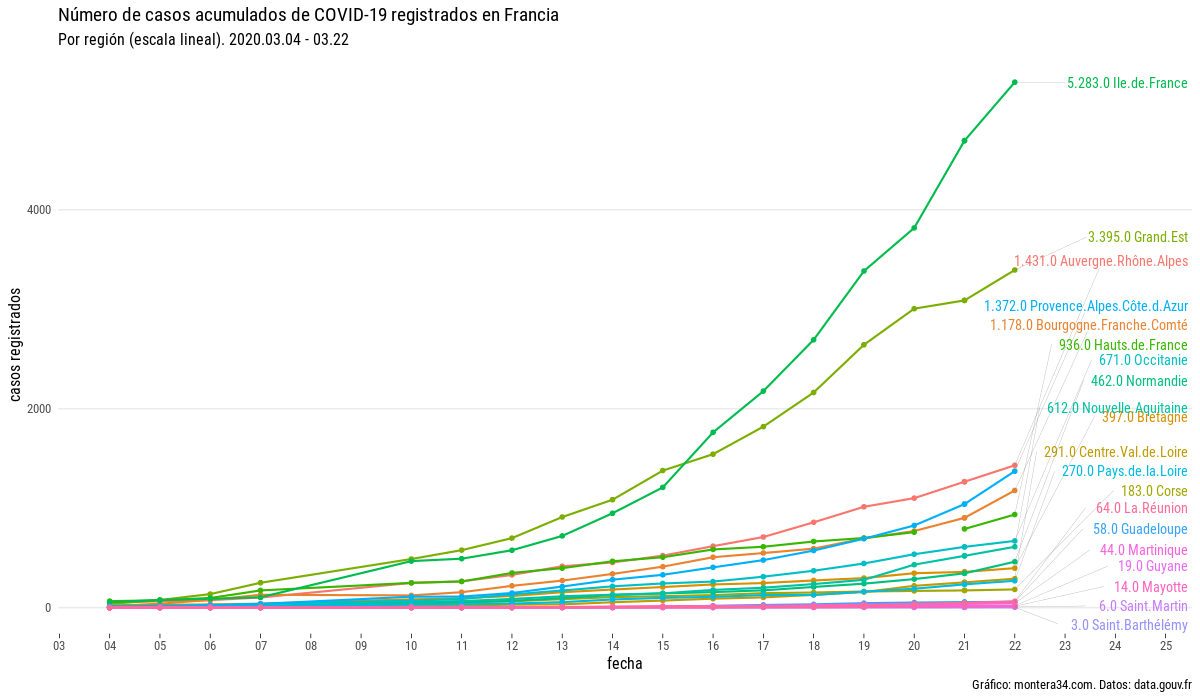 Número de casos acumulados de COVID-19 registrados en Francia
Por región (escala lineal). 2020.03.04 - 03.22
casos registrados
4000
2000
0
5.283.0 Ile.de.France
3.395.0 Grand.Est
1.431.0 Auvergne.Rhône.Alpes
1.372.0 Provence.Alpes.Côte.d.Azur
1.178.0 Bourgogne.Franche.Comté
936.0 Hauts.de.France
671.0 Occitanie
462.0 Normandie
612.0 Nouvelle.Aquitaine
397.0 Bretagne
291.0 Centre.Val.de.Loire
270.0 Pays.de.la.Loire
183.0 Corse
64.0 La.Réunion
58.0 Guadeloupe
44.0 Martinique
19.0 Guyane
14.0 Mayotte
6.0 Saint.Martin
3.0 Saint.Barthélémy
03 04 05 06 07 08 09 10 11 12 13 14 15 16 17 18 19 20 21 22 23 24 25
fecha
Gráfico: montera34.com. Datos: data.gouv.fr